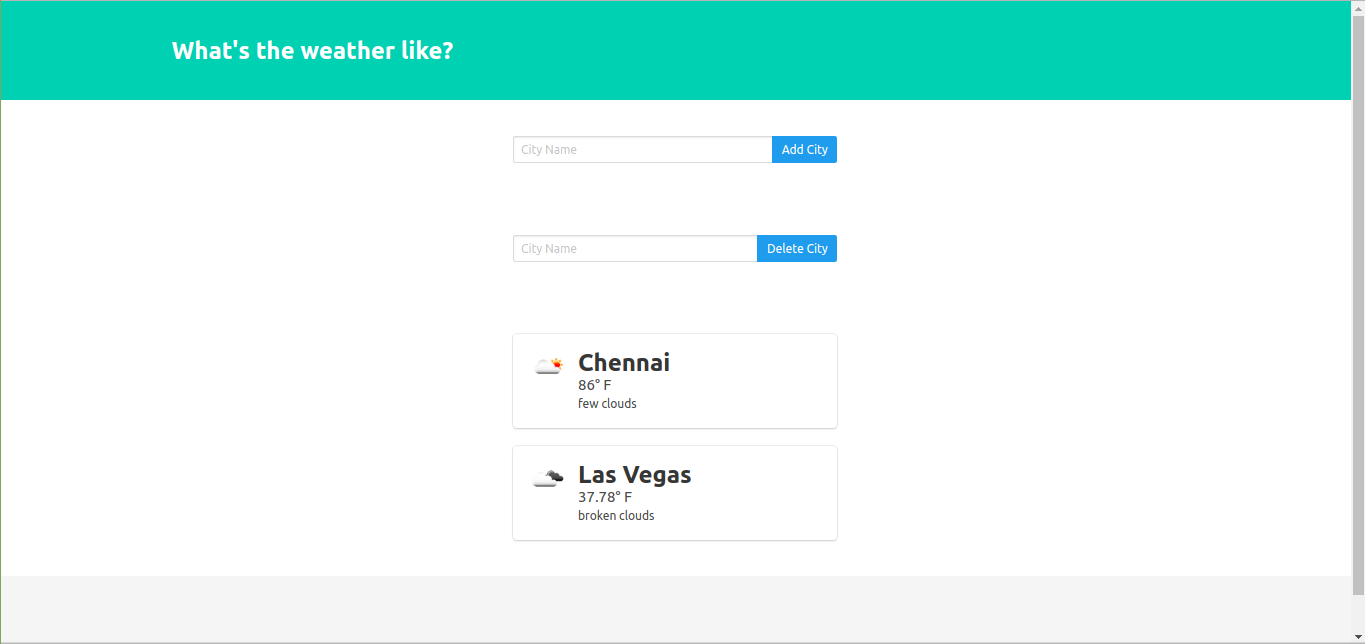 What's the weather like?
City Name
Add City
City Name
Delete City
Chennai
86° F
few clouds
Las Vegas
37.78° F
broken clouds